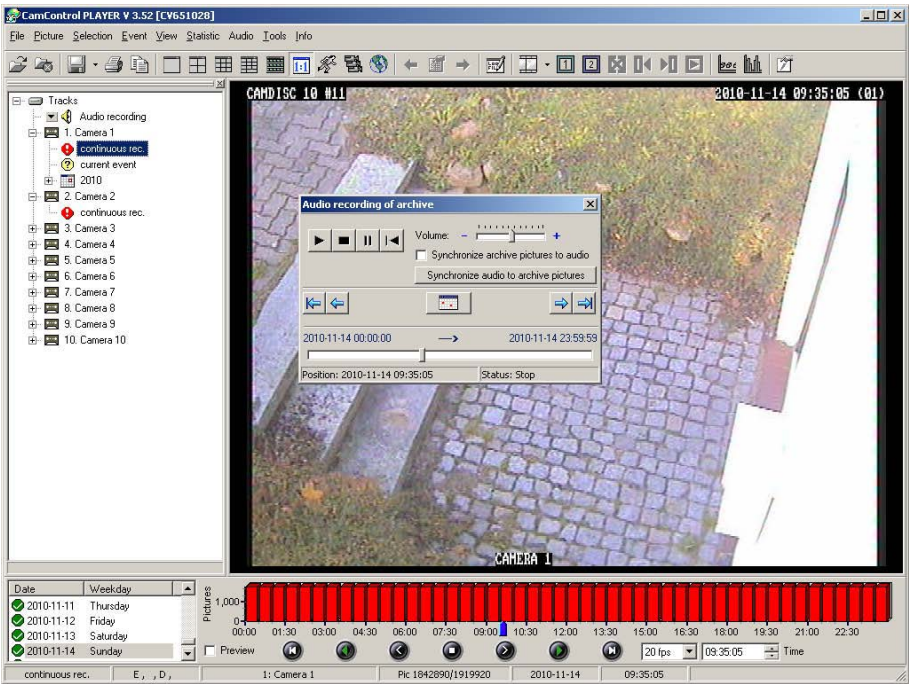 CamControl PLAYER V 3.52 [CV651028]
File Picture Selection Event View Statistic Audio Tools Info
1:1 1 2
Tracks
Audio recording
1. Camera 1
continuous rec.
current event
2010
2. Camera 2
continuous rec.
3. Camera 3
4. Camera 4
5. Camera 5
6. Camera 6
7. Camera 7
8. Camera 8
9. Camera 9
10. Camera 10
CAMDISC 10 #11 2010-11-14 09:35:05 (01)
Audio recording of archive
Volume: - +
Synchronize archive pictures to audio
Synchronize audio to archive pictures
2010-11-14 00:00:00 --> 2010-11-14 23:59:59
Position: 2010-11-14 09:35:05 Status: Stop
CAMERA 1
Date Weekday
2010-11-11 Thursday
2010-11-12 Friday
2010-11-13 Saturday
2010-11-14 Sunday
Pictures
1,000
0
00:00 01:30 03:00 04:30 06:00 07:30 09:00 10:30 12:00 13:30 15:00 16:30 18:00 19:30 21:00 22:30
Preview 20 fps 09:35:05 Time
continuous rec. E, ,D, 1: Camera 1 Pic 1842890/1919920 2010-11-14 09:35:05